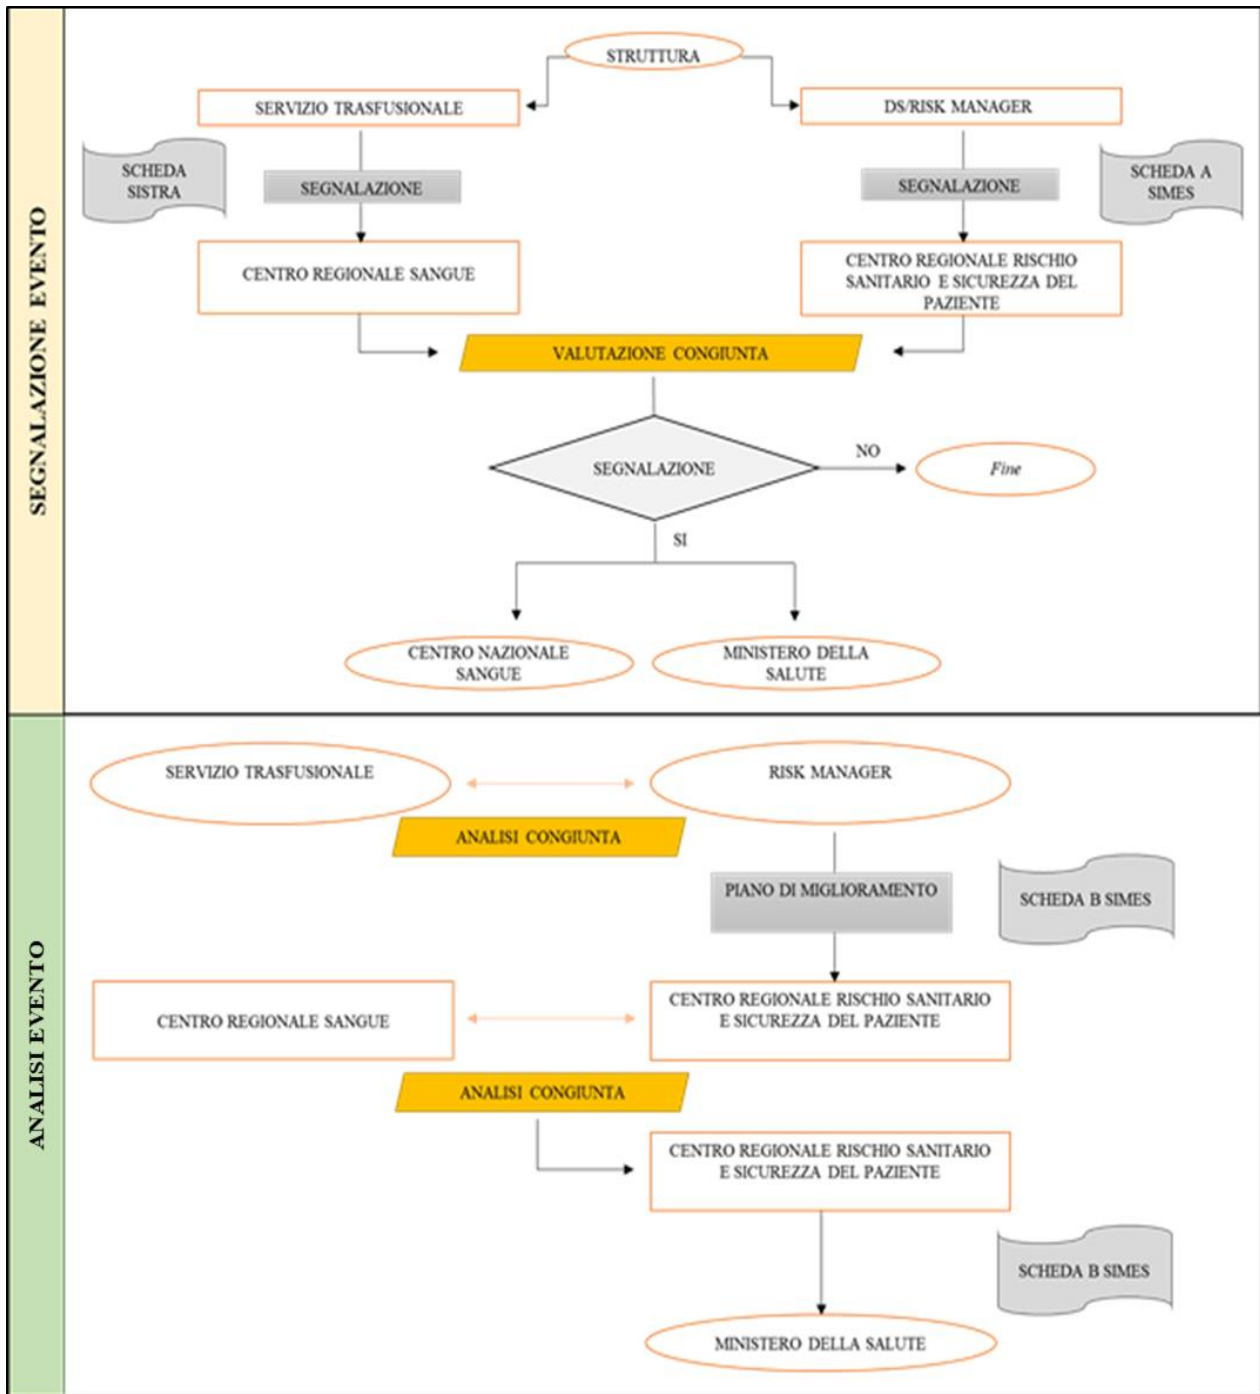 SEGNALAZIONE EVENTO
STRUTTURA
SERVIZIO TRASFUSIONALE
DS/RISK MANAGER
SCHEDA
SISTRA
SEGNALAZIONE
SEGNALAZIONE
SCHEDA A
SIMES
CENTRO REGIONALE SANGUE
CENTRO REGIONALE RISCHIO
SANITARIO E SICUREZZA DEL
PAZIENTE
VALUTAZIONE CONGIUNTA
SEGNALAZIONE
NO
Fine
SI
CENTRO NAZIONALE
SANGUE
MINISTERO DELLA
SALUTE
ANALISI EVENTO
SERVIZIO TRASFUSIONALE
RISK MANAGER
ANALISI CONGIUNTA
PIANO DI MIGLIORAMENTO
SCHEDA B SIMES
CENTRO REGIONALE SANGUE
CENTRO REGIONALE RISCHIO SANITARIO
E SICUREZZA DEL PAZIENTE
ANALISI CONGIUNTA
CENTRO REGIONALE RISCHIO SANITARIO
E SICUREZZA DEL PAZIENTE
SCHEDA B SIMES
MINISTERO DELLA SALUTE